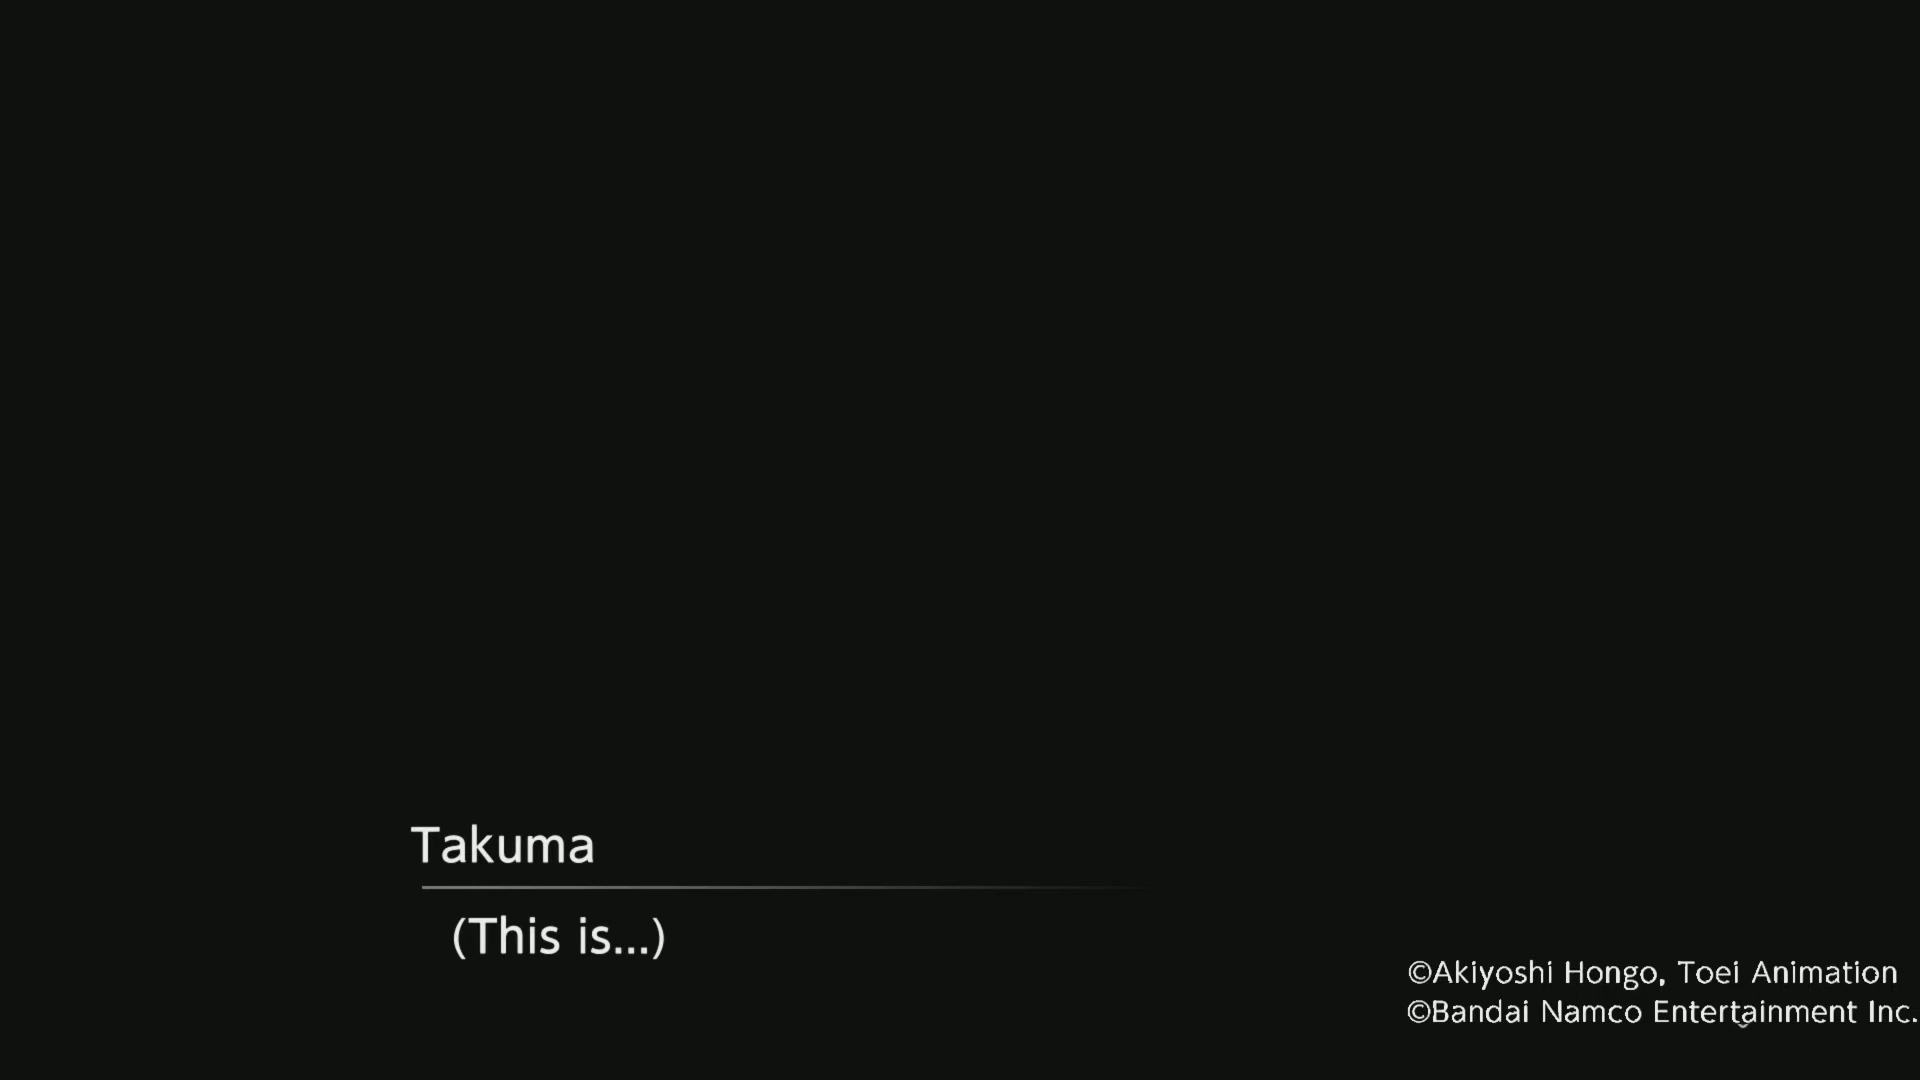 Takuma
(This is...)
©Akiyoshi Hongo, Toei Animation
©Bandai Namco Entertainment Inc.